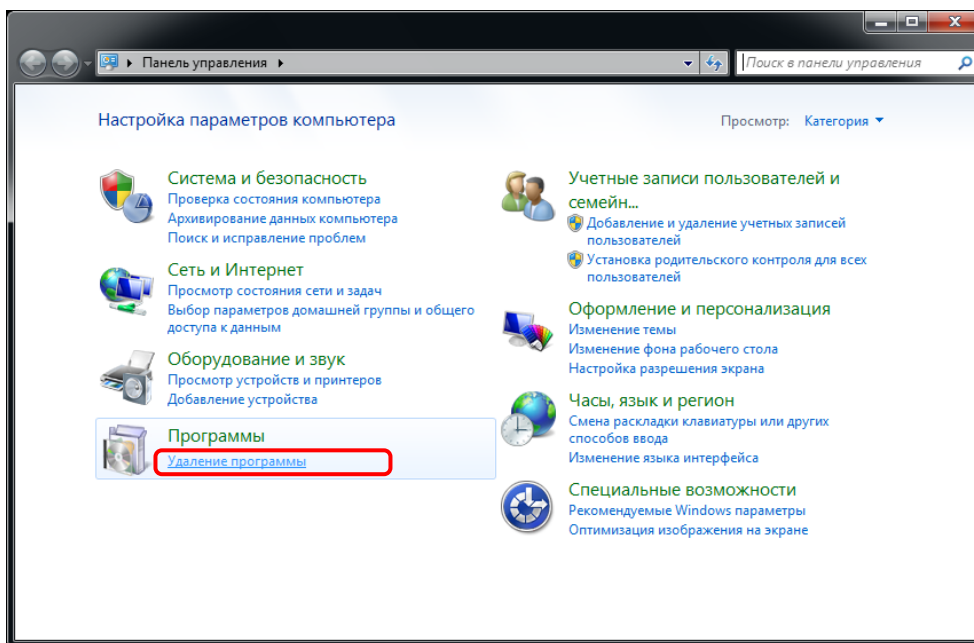 Панель управления
Поиск в панели управления
Настройка параметров компьютера
Просмотр: Категория
Система и безопасность
Проверка состояния компьютера
Архивирование данных компьютера
Поиск и исправление проблем
Сеть и Интернет
Просмотр состояния сети и задач
Выбор параметров домашней группы и общего
доступа к данным
Оборудование и звук
Просмотр устройств и принтеров
Добавление устройства
Программы
Удаление программы
Учетные записи пользователей и
семейн...
Добавление и удаление учетных записей
пользователей
Установка родительского контроля для всех
пользователей
Оформление и персонализация
Изменение темы
Изменение фона рабочего стола
Настройка разрешения экрана
Часы, язык и регион
Смена раскладки клавиатуры или других
способов ввода
Изменение языка интерфейса
Специальные возможности
Рекомендуемые Windows параметры
Оптимизация изображения на экране